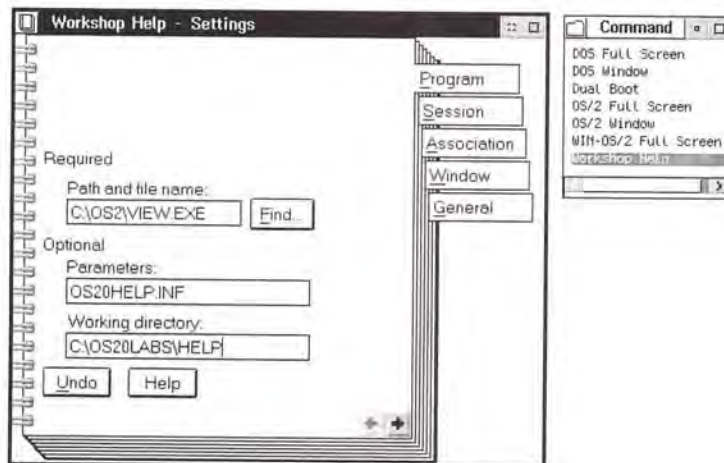 Workshop Help - Settings
Program
Session
Association
Window
General
Required
Path and file name:
C:\OS2\VIEW.EXE
Find...
Optional
Parameters:
OS20HELP.INF
Working directory:
C:\OS20LABS\HELP
Undo
Help
Command
DOS Full Screen
DOS Window
Dual Boot
OS/2 Full Screen
OS/2 Window
WIN-OS/2 Full Screen
Workshop Help